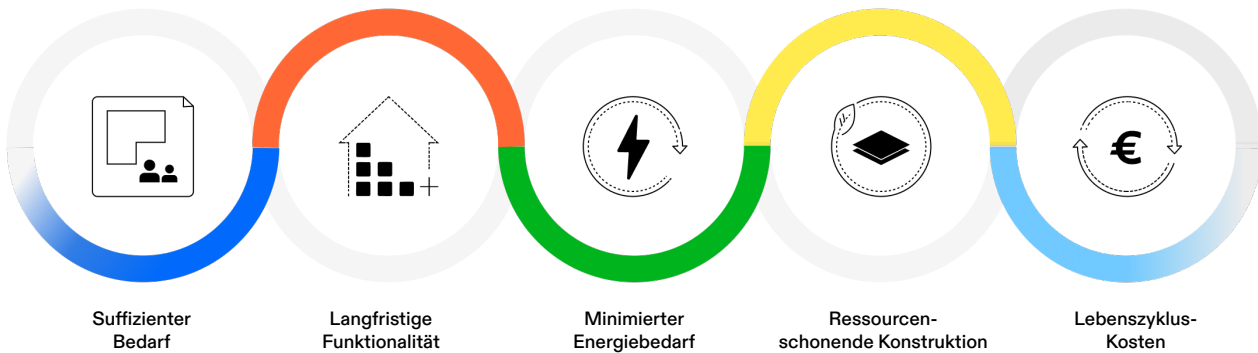 €
Suffizienter
Bedarf
Langfristige
Funktionalität
Minimierter
Energiebedarf
Ressourcen-
schonende Konstruktion
Lebenszyklus-
Kosten